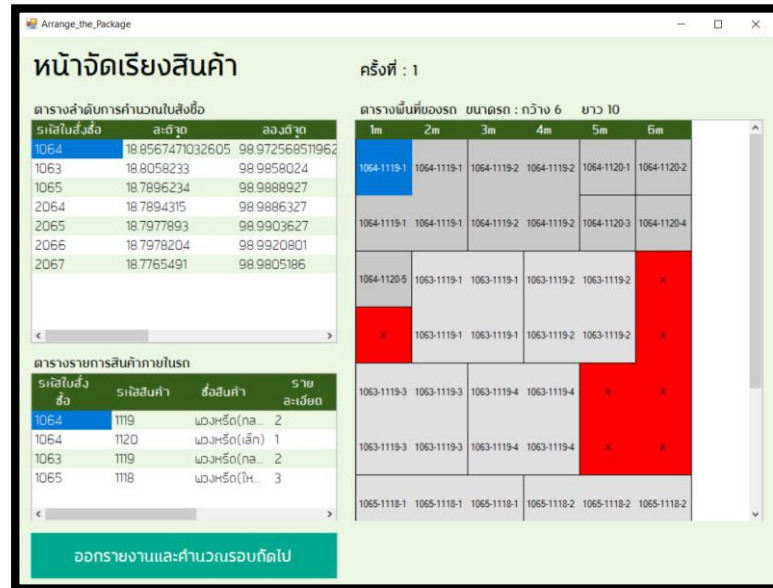 Arrange_the_Package
หน้าจัดเรียงสินค้า
ครั้งที่ : 1
ตารางลำดับการคำนวณใบสั่งซื้อ
รหัสใบสั่งซื้อ ละติจูด ลองติจูด
1064 18.8567471032605 98.972568511962
1063 18.8058233 98.9858024
1065 18.7896234 98.9888927
2064 18.7894315 98.9886327
2065 18.7977893 98.9903627
2066 18.7978204 98.9920801
2067 18.7765491 98.9805186
ตารางรายการสินค้าภายในรถ
รหัสใบสั่งซื้อ รหัสสินค้า ชื่อสินค้า รายละเอียด
1064 1119 พวงหรีด(กล... 2
1064 1120 พวงหรีด(เล็ก) 1
1063 1119 พวงหรีด(กล... 2
1065 1118 พวงหรีด(ให... 3
ออกรายงานและคำนวณรอบถัดไป
ตารางพื้นที่ของรถ ขนาดรถ : กว้าง 6 ยาว 10
1m 2m 3m 4m 5m 6m
1064-1119-1 1064-1119-1 1064-1119-2 1064-1119-2 1064-1120-1 1064-1120-2
1064-1119-1 1064-1119-1 1064-1119-2 1064-1119-2 1064-1120-3 1064-1120-4
1064-1120-5 1063-1119-1 1063-1119-1 1063-1119-2 1063-1119-2 X
X 1063-1119-1 1063-1119-1 1063-1119-2 1063-1119-2 X
1063-1119-3 1063-1119-3 1063-1119-4 1063-1119-4 X X
1063-1119-3 1063-1119-3 1063-1119-4 1063-1119-4 X X
1065-1118-1 1065-1118-1 1065-1118-1 1065-1118-2 1065-1118-2 1065-1118-2